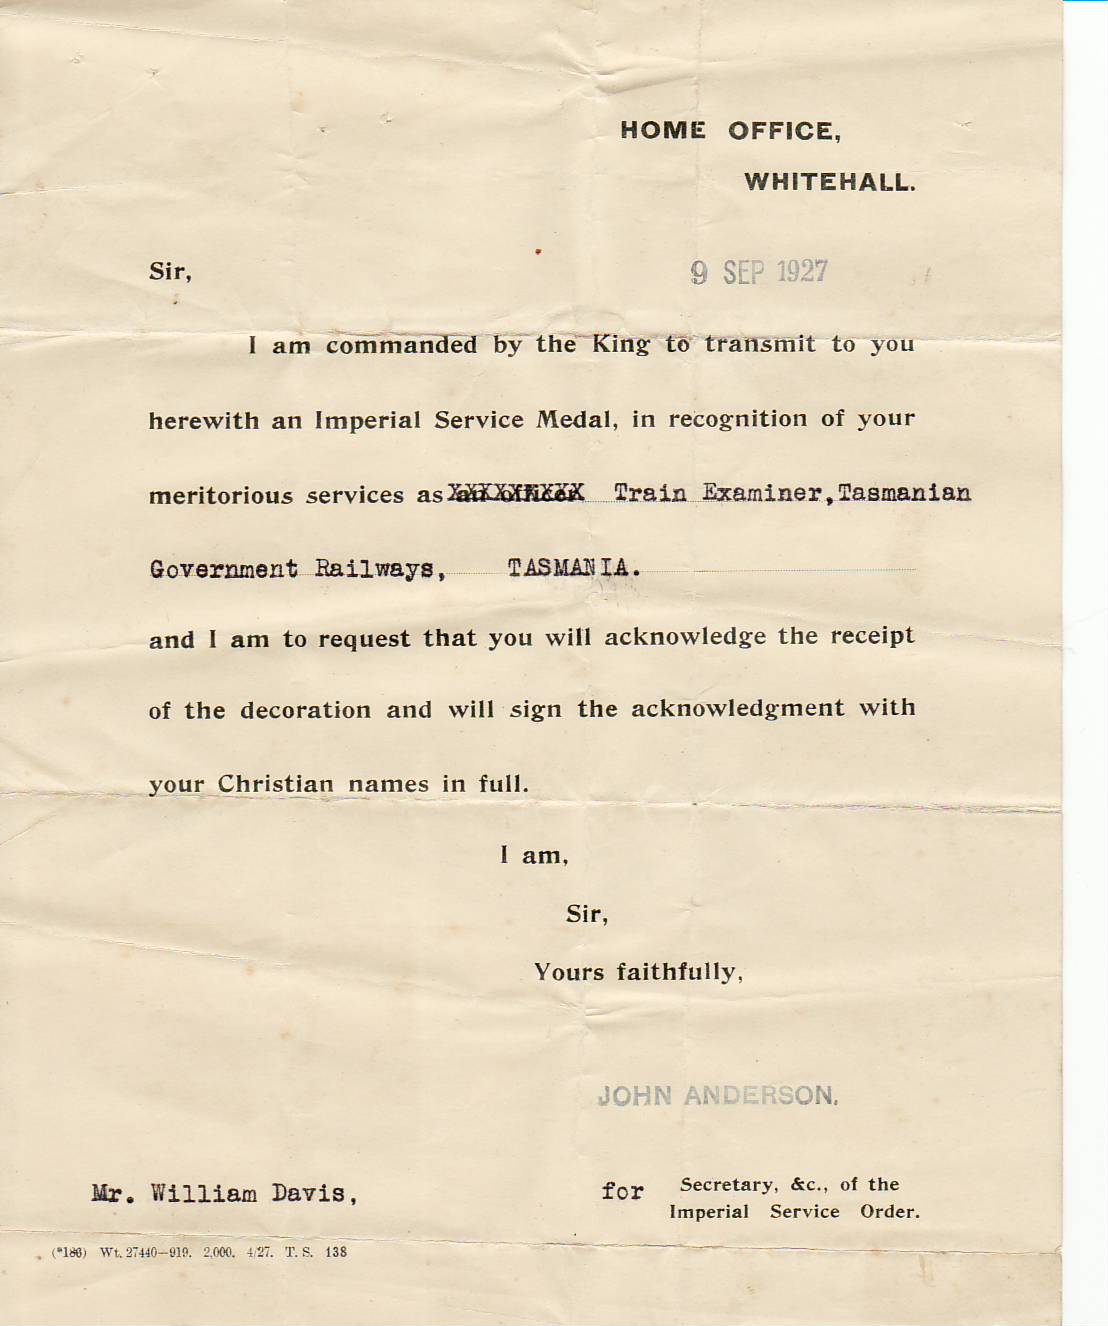 HOME OFFICE,
WHITEHALL.
Sir,
9 SEP 1927
I am commanded by the King to transmit to you
herewith an Imperial Service Medal, in recognition of your
meritorious services as an officer Train Examiner,Tasmanian
Government Railways, TASMANIA.
and I am to request that you will acknowledge the receipt
of the decoration and will sign the acknowledgment with
your Christian names in full.
I am,
Sir,
Yours faithfully,
JOHN ANDERSON.
Mr. William Davis,
for Secretary, &c., of the
Imperial Service Order.
(*186) Wt. 27440—919. 2,000. 4/27. T. S. 138